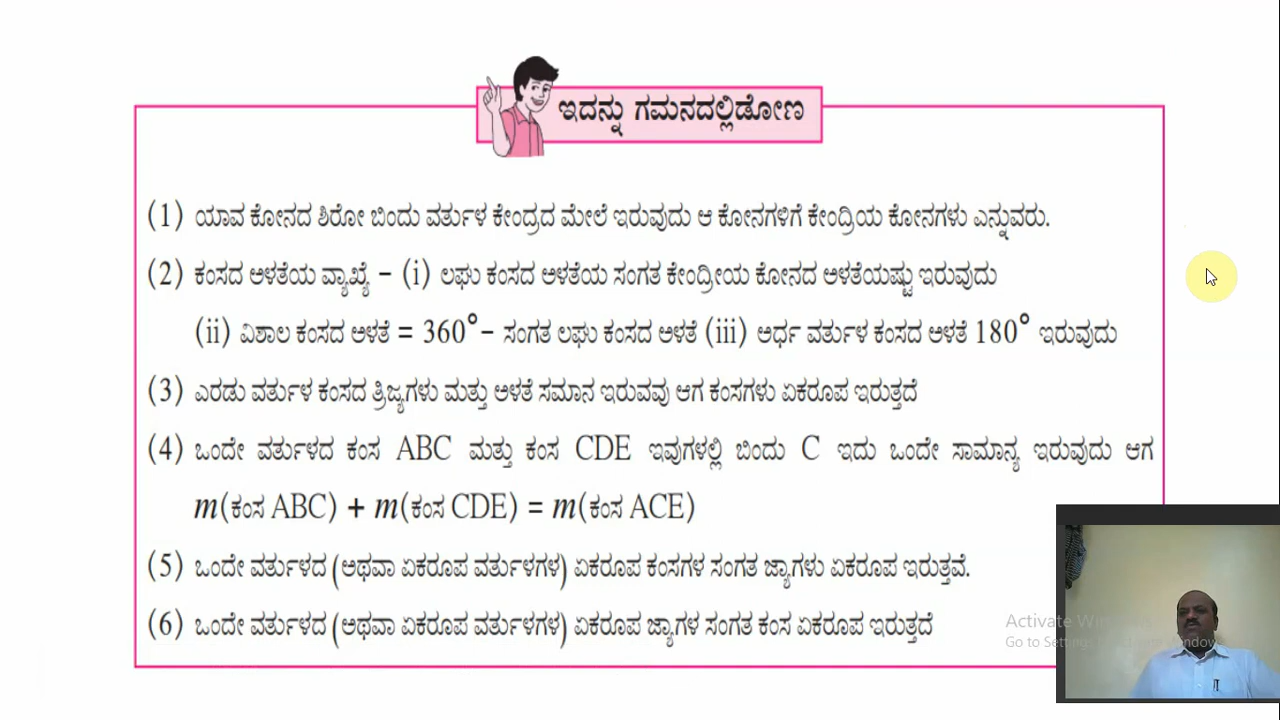 ಇದನ್ನು ಗಮನದಲ್ಲಿಡೋಣ
(1) ಯಾವ ಕೋನದ ಶಿರೋ ಬಿಂದು ವರ್ತುಳ ಕೇಂದ್ರದ ಮೇಲೆ ಇರುವುದು ಆ ಕೋನಗಳಿಗೆ ಕೇಂದ್ರಿಯ ಕೋನಗಳು ಎನ್ನುವರು.
(2) ಕಂಸದ ಅಳತೆಯ ವ್ಯಾಖ್ಯೆ - (i) ಲಘು ಕಂಸದ ಅಳತೆಯ ಸಂಗತ ಕೇಂದ್ರೀಯ ಕೋನದ ಅಳತೆಯಷ್ಟು ಇರುವುದು
(ii) ವಿಶಾಲ ಕಂಸದ ಅಳತೆ = 360° - ಸಂಗತ ಲಘು ಕಂಸದ ಅಳತೆ (iii) ಅರ್ಧ ವರ್ತುಳ ಕಂಸದ ಅಳತೆ 180° ಇರುವುದು
(3) ಎರಡು ವರ್ತುಳ ಕಂಸದ ತ್ರಿಜ್ಯಗಳು ಮತ್ತು ಅಳತೆ ಸಮಾನ ಇರುವವು ಆಗ ಕಂಸಗಳು ಏಕರೂಪ ಇರುತ್ತದೆ
(4) ಒಂದೇ ವರ್ತುಳದ ಕಂಸ ABC ಮತ್ತು ಕಂಸ CDE ಇವುಗಳಲ್ಲಿ ಬಿಂದು C ಇದು ಒಂದೇ ಸಾಮಾನ್ಯ ಇರುವುದು ಆಗ
m(ಕಂಸ ABC) + m(ಕಂಸ CDE) = m(ಕಂಸ ACE)
(5) ಒಂದೇ ವರ್ತುಳದ (ಅಥವಾ ಏಕರೂಪ ವರ್ತುಳಗಳ) ಏಕರೂಪ ಕಂಸಗಳ ಸಂಗತ ಜ್ಯಾಗಳು ಏಕರೂಪ ಇರುತ್ತವೆ.
(6) ಒಂದೇ ವರ್ತುಳದ (ಅಥವಾ ಏಕರೂಪ ವರ್ತುಳಗಳ) ಏಕರೂಪ ಜ್ಯಾಗಳ ಸಂಗತ ಕಂಸ ಏಕರೂಪ ಇರುತ್ತದೆ
Activate
Go to